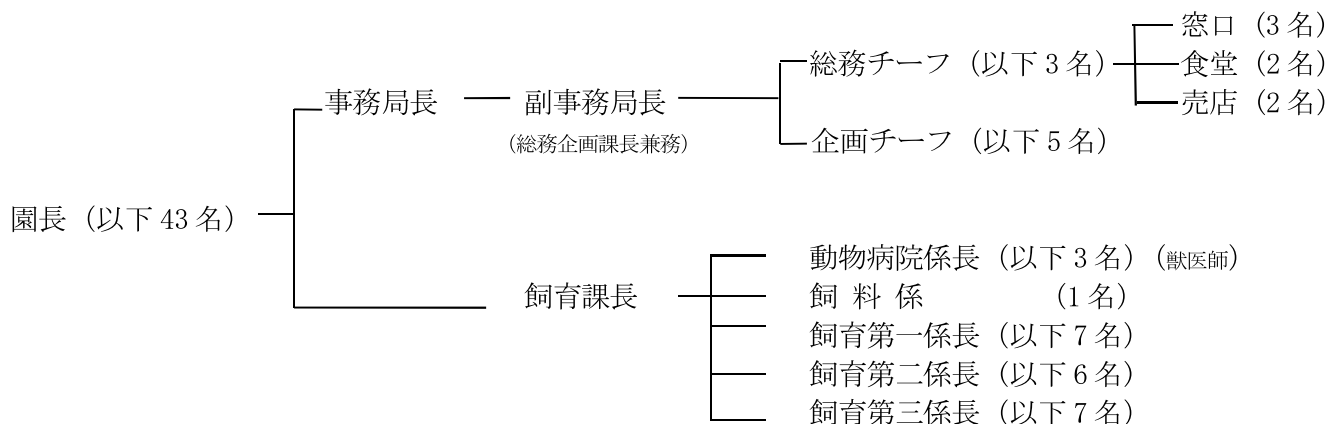 窓口（3 名）
総務チーフ（以下 3 名）
食堂（2 名）
事務局長
副事務局長
売店（2 名）
（総務企画課長兼務）
企画チーフ（以下 5 名）
園長（以下 43 名）
動物病院係長（以下 3 名）（獣医師）
飼育課長
飼 料 係 （1 名）
飼育第一係長（以下 7 名）
飼育第二係長（以下 6 名）
飼育第三係長（以下 7 名）